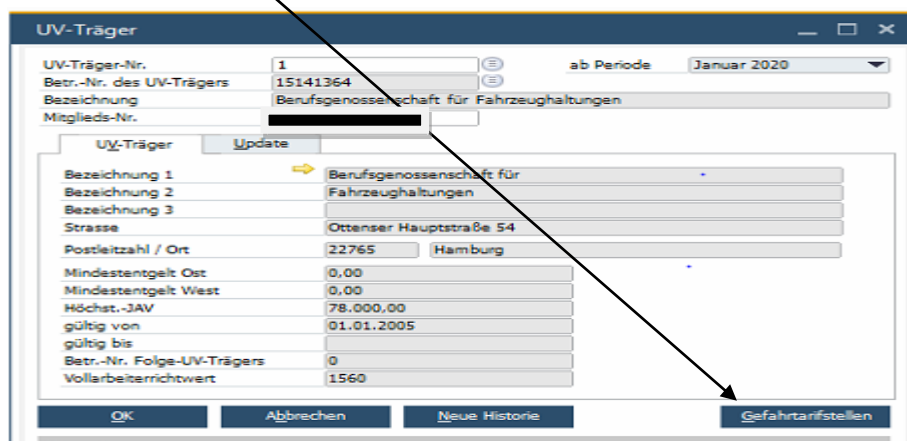 UV-Träger
UV-Träger-Nr. 1 ab Periode Januar 2020
Betr.-Nr. des UV-Trägers 15141364
Bezeichnung Berufsgenossenschaft für Fahrzeughaltungen
Mitglieds-Nr.
UV-Träger Update
Bezeichnung 1 Berufsgenossenschaft für
Bezeichnung 2 Fahrzeughaltungen
Bezeichnung 3
Strasse Ottenser Hauptstraße 54
Postleitzahl / Ort 22765 Hamburg
Mindestentgelt Ost 0,00
Mindestentgelt West 0,00
Höchst.-JAV 78.000,00
gültig von 01.01.2005
gültig bis
Betr.-Nr. Folge-UV-Trägers 0
Vollarbeiterrichtwert 1560
OK Abbrechen Neue Historie Gefahrtarifstellen